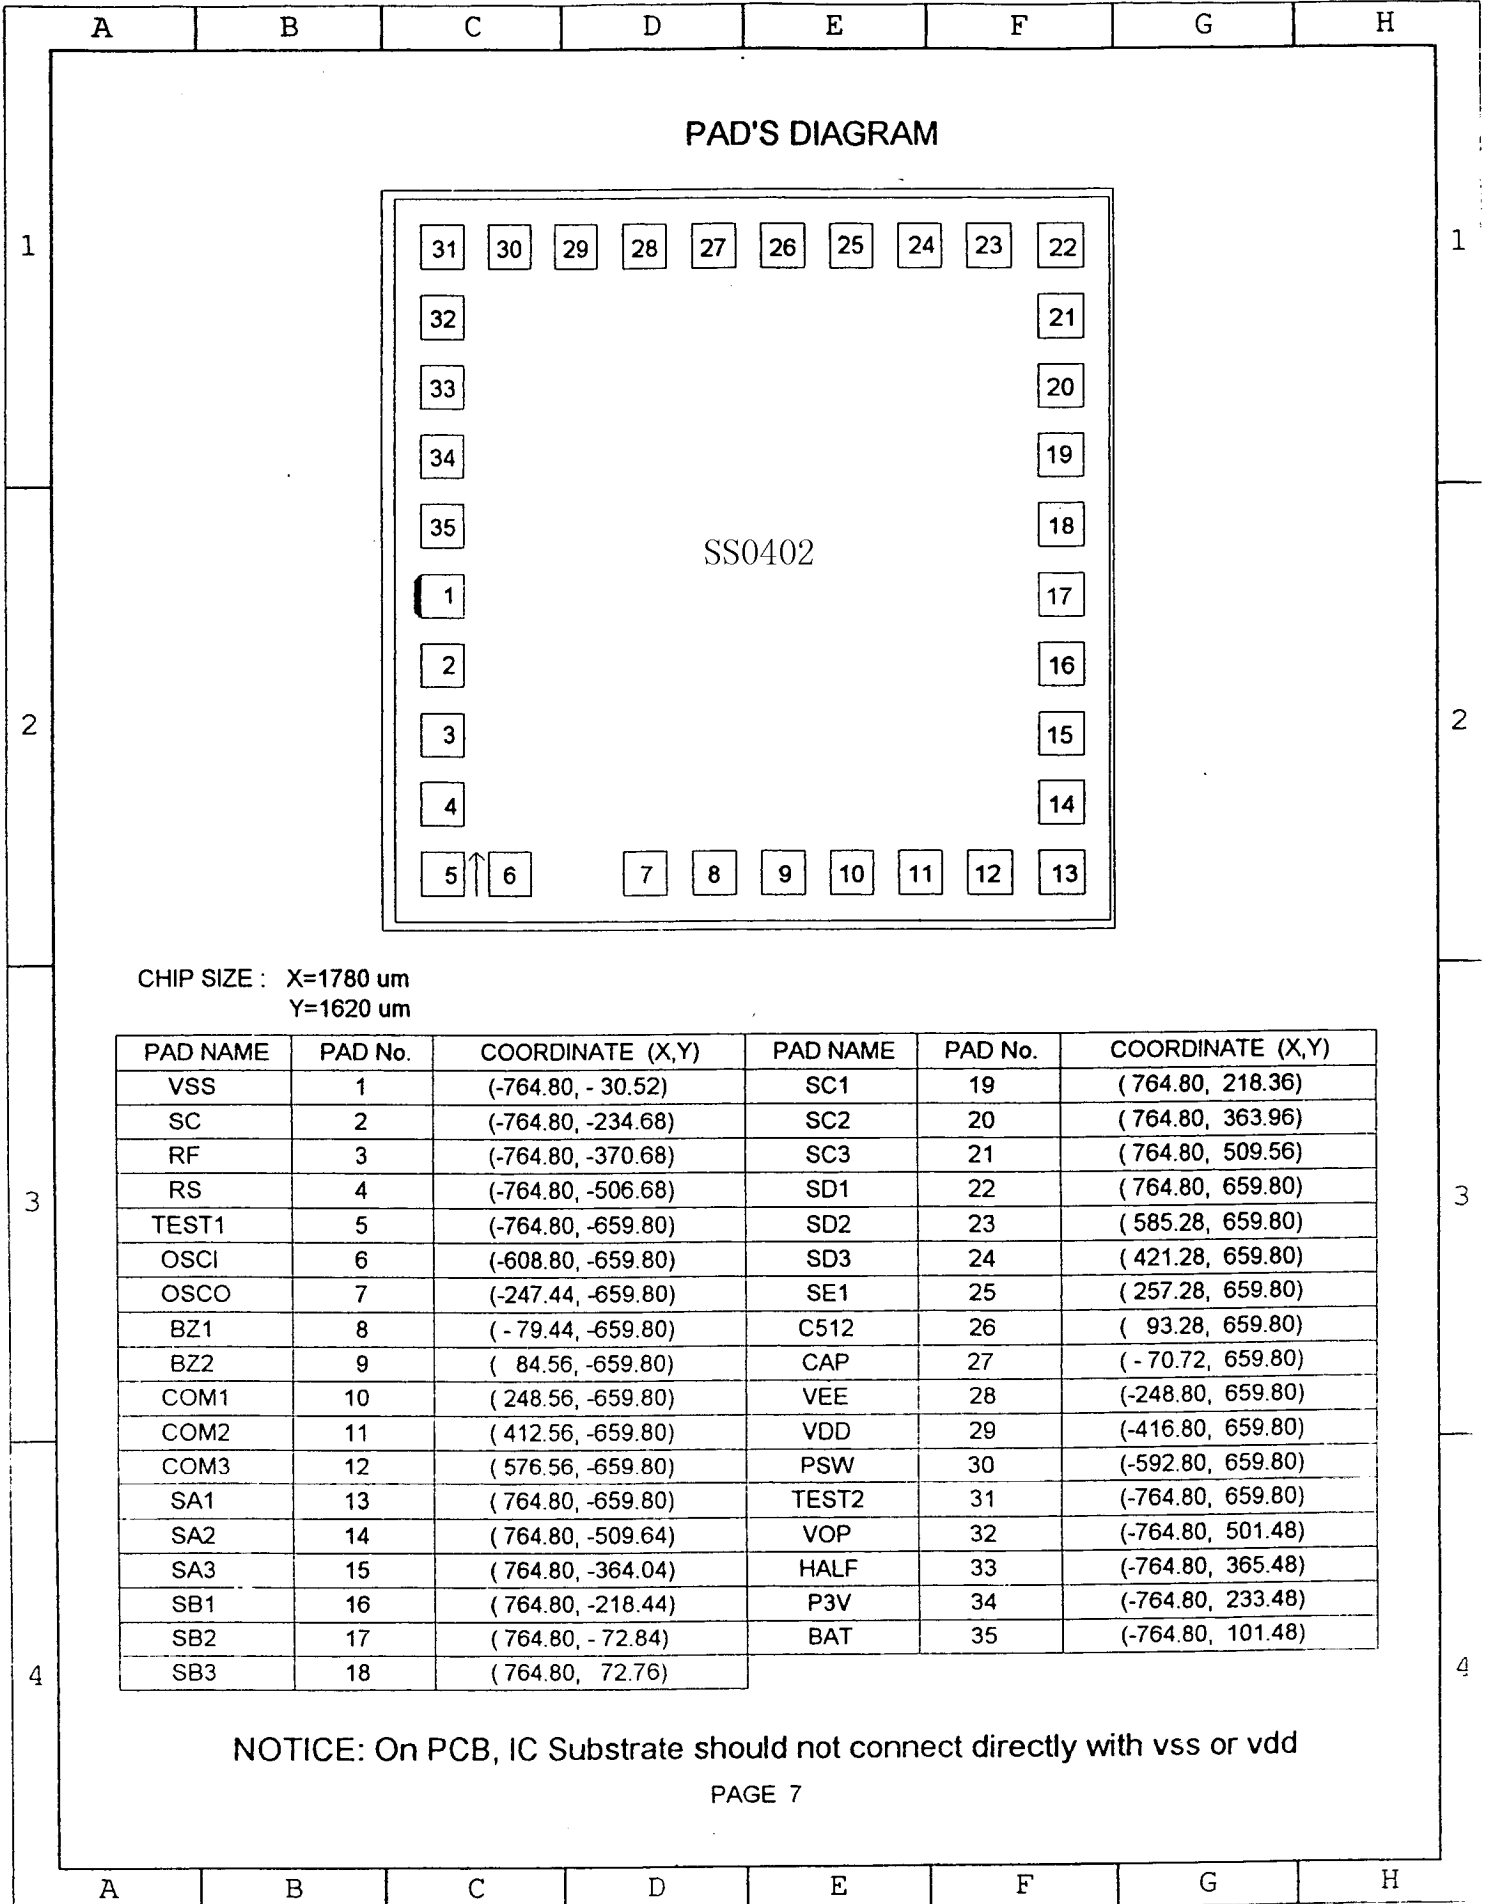 A B C D E F G H
PAD'S DIAGRAM
1 1
31 30 29 28 27 26 25 24 23 22
32 21
33 20
34 19
35 18
SS0402
1 17
2 16
2 2
3 15
4 14
5 6 7 8 9 10 11 12 13
CHIP SIZE : X=1780 um
Y=1620 um
PAD NAME PAD No. COORDINATE (X,Y) PAD NAME PAD No. COORDINATE (X,Y)
VSS 1 (-764.80, - 30.52) SC1 19 ( 764.80, 218.36)
SC 2 (-764.80, -234.68) SC2 20 ( 764.80, 363.96)
RF 3 (-764.80, -370.68) SC3 21 ( 764.80, 509.56)
RS 4 (-764.80, -506.68) SD1 22 ( 764.80, 659.80)
3 3
TEST1 5 (-764.80, -659.80) SD2 23 ( 585.28, 659.80)
OSCI 6 (-608.80, -659.80) SD3 24 ( 421.28, 659.80)
OSCO 7 (-247.44, -659.80) SE1 25 ( 257.28, 659.80)
BZ1 8 ( - 79.44, -659.80) C512 26 ( 93.28, 659.80)
BZ2 9 ( 84.56, -659.80) CAP 27 ( - 70.72, 659.80)
COM1 10 ( 248.56, -659.80) VEE 28 (-248.80, 659.80)
COM2 11 ( 412.56, -659.80) VDD 29 (-416.80, 659.80)
COM3 12 ( 576.56, -659.80) PSW 30 (-592.80, 659.80)
SA1 13 ( 764.80, -659.80) TEST2 31 (-764.80, 659.80)
SA2 14 ( 764.80, -509.64) VOP 32 (-764.80, 501.48)
SA3 15 ( 764.80, -364.04) HALF 33 (-764.80, 365.48)
SB1 16 ( 764.80, -218.44) P3V 34 (-764.80, 233.48)
SB2 17 ( 764.80, - 72.84) BAT 35 (-764.80, 101.48)
4 4
SB3 18 ( 764.80, 72.76)
NOTICE: On PCB, IC Substrate should not connect directly with vss or vdd
PAGE 7
A B C D E F G H